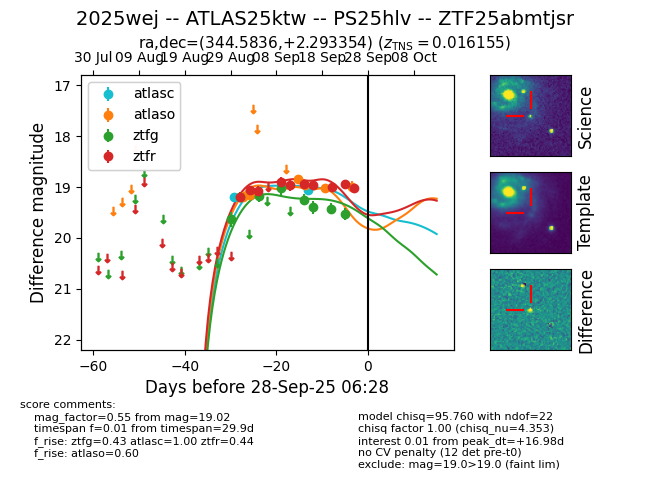 2025wej -- ATLAS25ktw -- PS25hlv -- ZTF25abmtjsr
ra,dec=(344.5836,+2.293354) (z_TNS = 0.016155)
30 Jul 09 Aug 19 Aug 29 Aug 08 Sep 18 Sep 28 Sep 08 Oct
17
18
19
20
21
22
Difference magnitude
atlasc
atlaso
ztfg
ztfr
−60 −40 −20 0
Days before 28-Sep-25 06:28
Science
Template
Difference
score comments:
mag_factor=0.55 from mag=19.02
timespan f=0.01 from timespan=29.9d
f_rise: ztfg=0.43 atlasc=1.00 ztfr=0.44
f_rise: atlaso=0.60
model chisq=95.760 with ndof=22
chisq factor 1.00 (chisq_nu=4.353)
interest 0.01 from peak_dt=+16.98d
no CV penalty (12 det pre-t0)
exclude: mag=19.0>19.0 (faint lim)